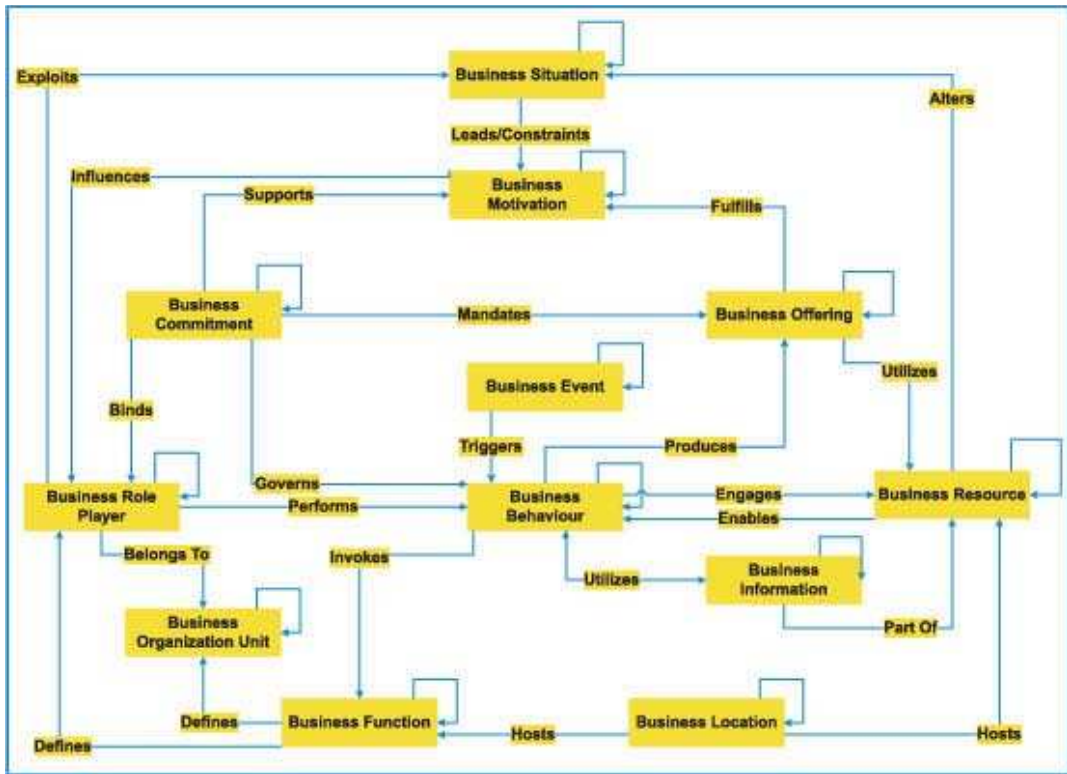 Business Situation
Exploits
Alters
Leads/Constraints
Influences
Business
Motivation
Supports
Fulfills
Business
Commitment
Mandates
Business Offering
Utilizes
Business Event
Binds
Triggers
Produces
Governs
Business Role
Player
Performs
Business
Behaviour
Engages
Enables
Business Resource
Belongs To
Invokes
Utilizes
Business
Information
Business
Organization Unit
Part Of
Defines
Business Function
Business Location
Defines
Hosts
Hosts